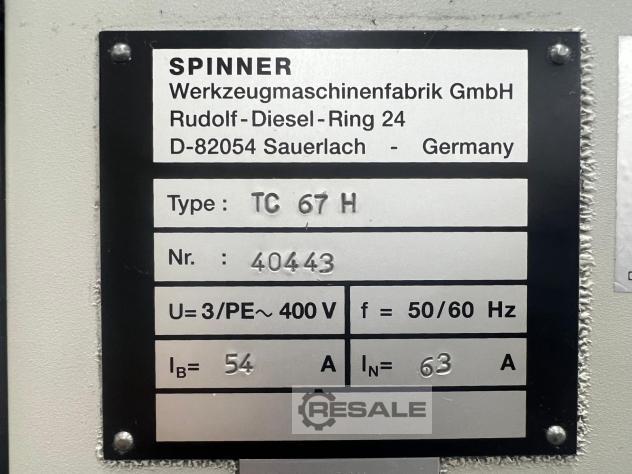 SPINNER
Werkzeugmaschinenfabrik GmbH
Rudolf-Diesel-Ring 24
D-82054 Sauerlach - Germany
Type: TC 67 H
Nr. : 40443
U= 3/PE~ 400 V f = 50/60 Hz
IB= 54 A IN= 63 A
RESALE